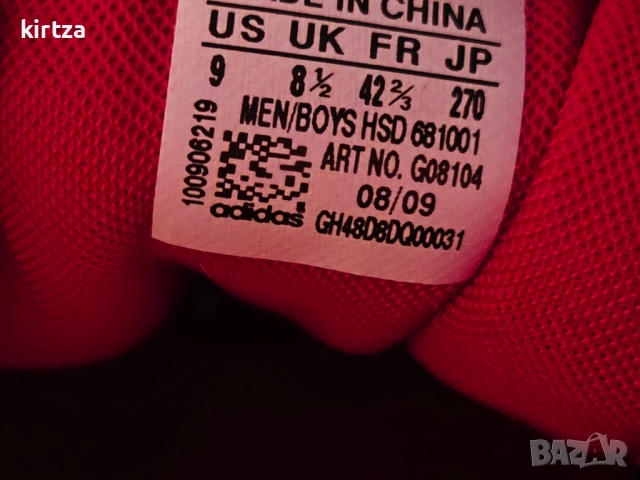 kirtza
MADE IN CHINA
US UK FR JP
9 8½ 42⅔ 270
MEN/BOYS HSD 681001
ART NO. G08104
08/09
GH48D8DQ00031
100906219
adidas
BAZAR